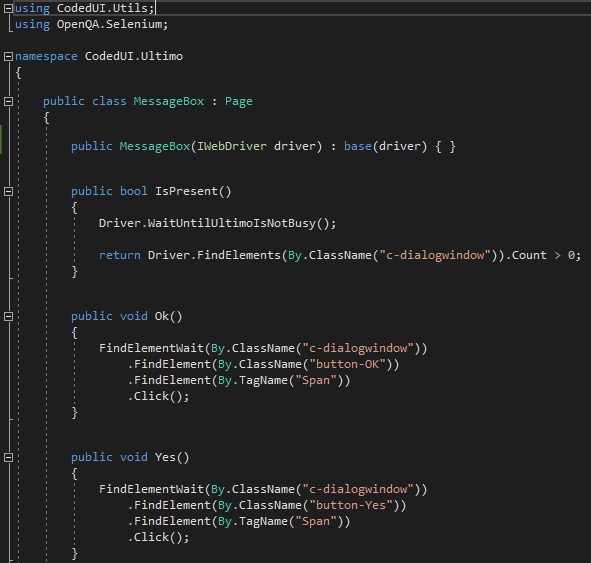 using CodedUI.Utils;
using OpenQA.Selenium;
namespace CodedUI.Ultimo
{
public class MessageBox : Page
{
public MessageBox(IWebDriver driver) : base(driver) { }
public bool IsPresent()
{
Driver.WaitUntilUltimoIsNotBusy();
return Driver.FindElements(By.ClassName("c-dialogwindow")).Count > 0;
}
public void Ok()
{
FindElementWait(By.ClassName("c-dialogwindow"))
.FindElement(By.ClassName("button-OK"))
.FindElement(By.TagName("Span"))
.Click();
}
public void Yes()
{
FindElementWait(By.ClassName("c-dialogwindow"))
.FindElement(By.ClassName("button-Yes"))
.FindElement(By.TagName("Span"))
.Click();
}